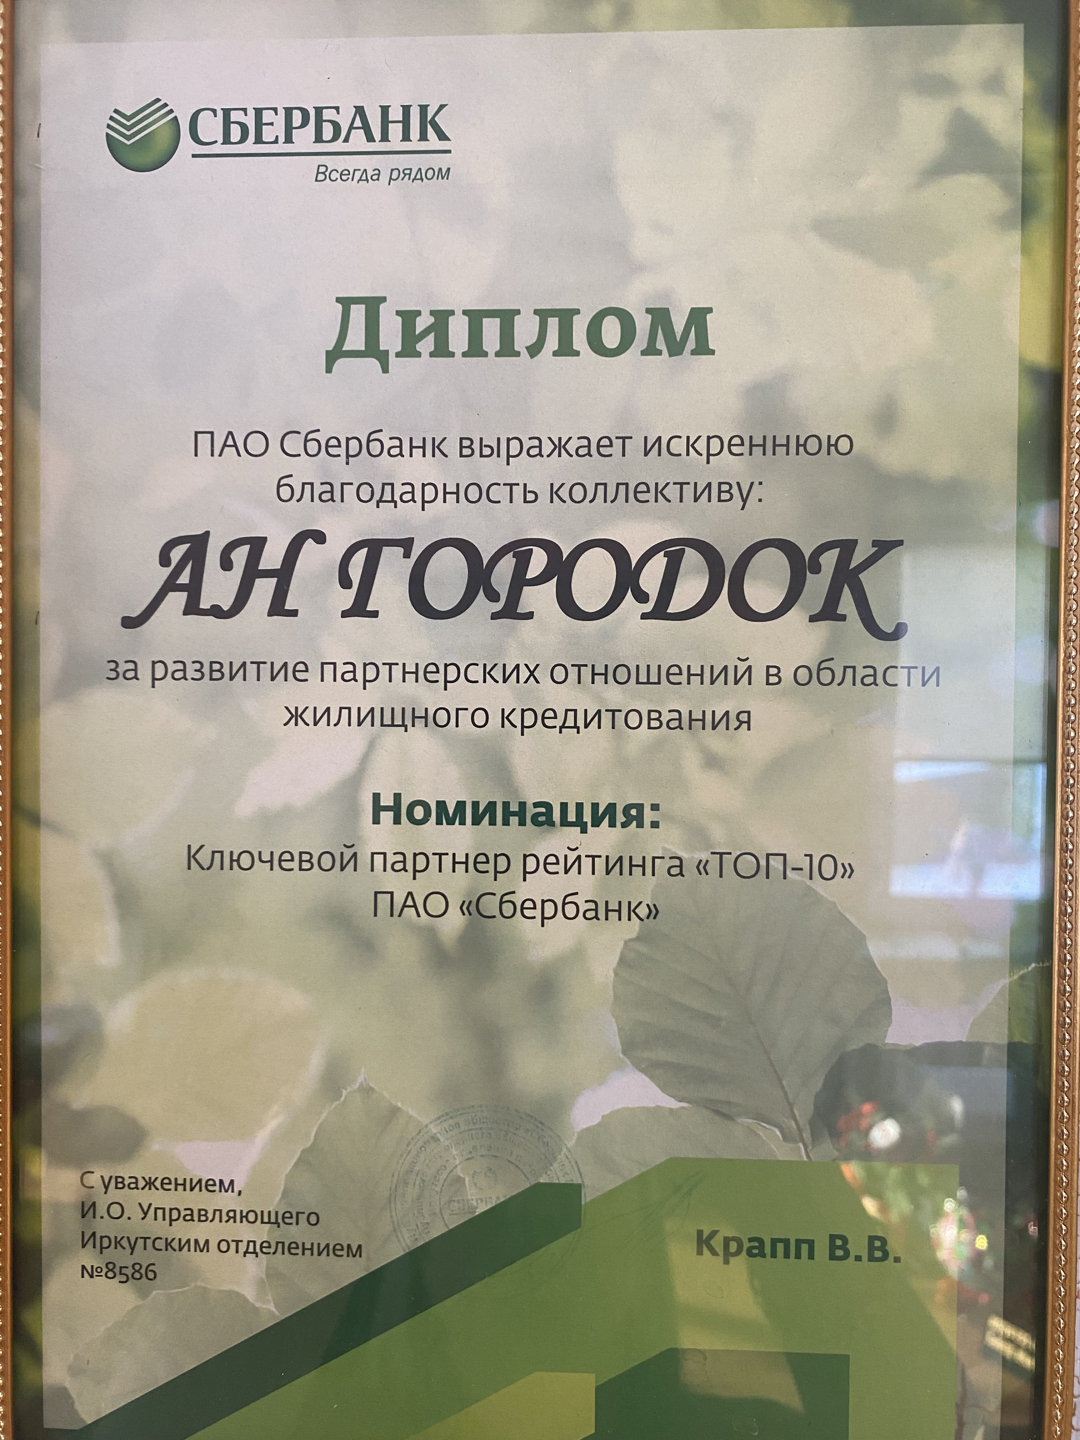 СБЕРБАНК
Всегда рядом
Диплом
ПАО Сбербанк выражает искреннюю
благодарность коллективу:
АН ГОРОДОК
за развитие партнерских отношений в области
жилищного кредитования
Номинация:
Ключевой партнер рейтинга «ТОП-10»
ПАО «Сбербанк»
С уважением,
И.О. Управляющего
Иркутским отделением
№8586
Крапп В.В.